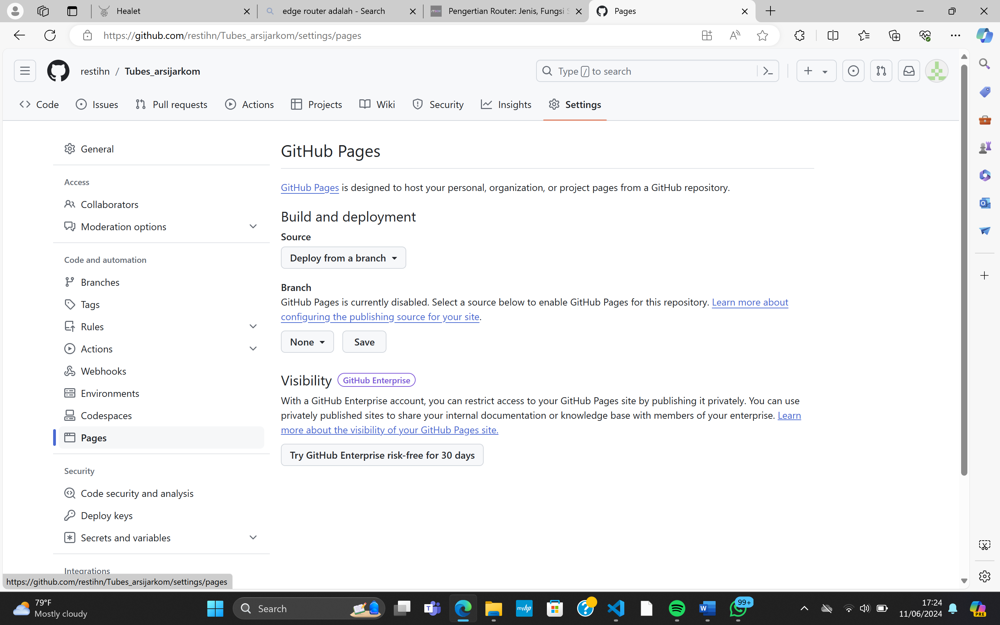 Healet
edge router adalah - Search
Pengertian Router: Jenis, Fungsi S
Pages
https://github.com/restihn/Tubes_arsijarkom/settings/pages
restihn / Tubes_arsijarkom
Type / to search
Code
Issues
Pull requests
Actions
Projects
Wiki
Security
Insights
Settings
General
Access
Collaborators
Moderation options
Code and automation
Branches
Tags
Rules
Actions
Webhooks
Environments
Codespaces
Pages
Security
Code security and analysis
Deploy keys
Secrets and variables
Integrations
GitHub Pages
GitHub Pages is designed to host your personal, organization, or project pages from a GitHub repository.
Build and deployment
Source
Deploy from a branch
Branch
GitHub Pages is currently disabled. Select a source below to enable GitHub Pages for this repository. Learn more about
configuring the publishing source for your site.
None
Save
Visibility GitHub Enterprise
With a GitHub Enterprise account, you can restrict access to your GitHub Pages site by publishing it privately. You can use
privately published sites to share your internal documentation or knowledge base with members of your enterprise. Learn
more about the visibility of your GitHub Pages site.
Try GitHub Enterprise risk-free for 30 days
https://github.com/restihn/Tubes_arsijarkom/settings/pages
79°F
Mostly cloudy
Search
myhp
99+
17:24
11/06/2024
PRE